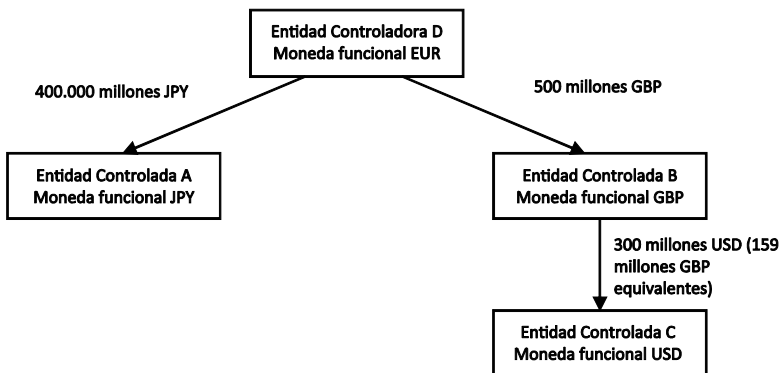 Entidad Controladora D
Moneda funcional EUR
400.000 millones JPY
500 millones GBP
Entidad Controlada A
Moneda funcional JPY
Entidad Controlada B
Moneda funcional GBP
300 millones USD (159
millones GBP
equivalentes)
Entidad Controlada C
Moneda funcional USD